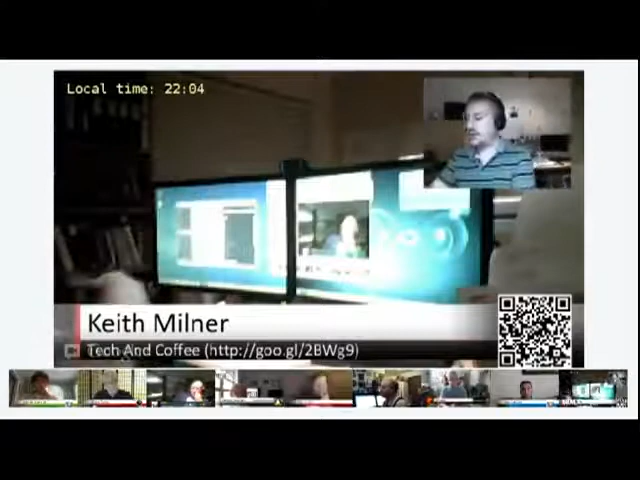 Local time: 22:04
Keith Milner
Tech And Coffee (http://goo.gl/2BWg9)